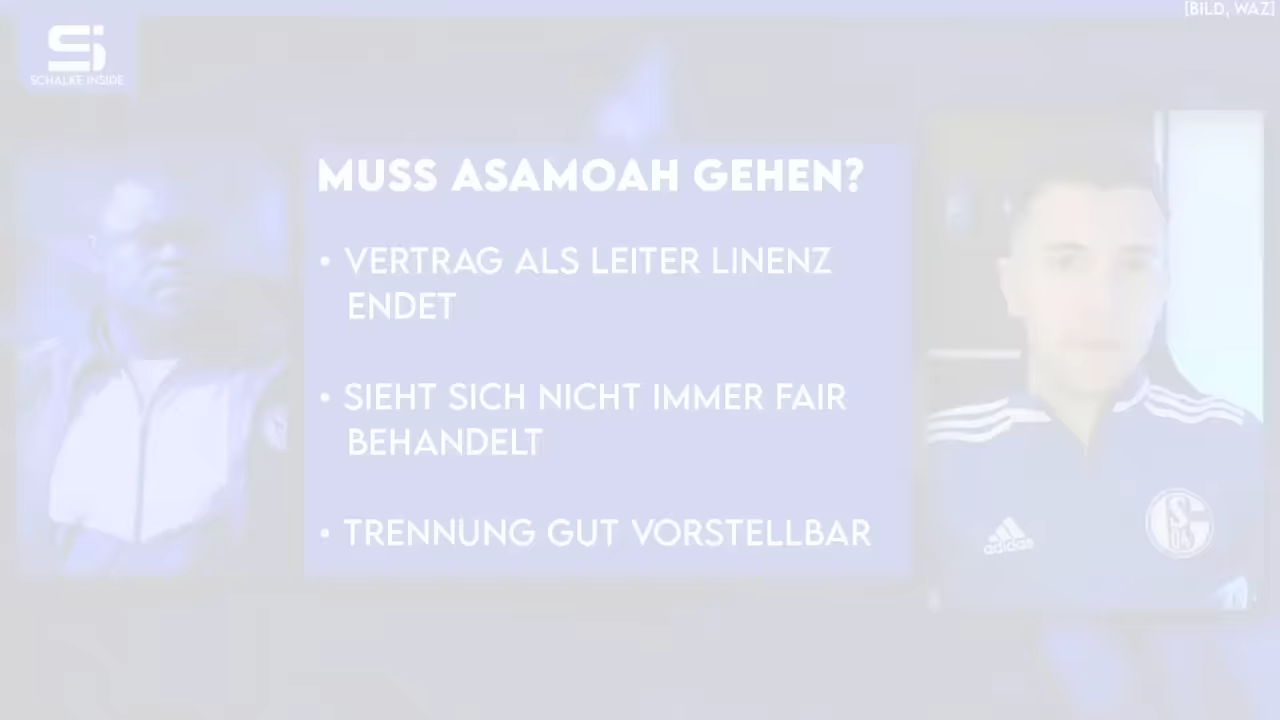 [BILD, WAZ]
SCHALKE INSIDE
MUSS ASAMOAH GEHEN?
• VERTRAG ALS LEITER LINENZ
ENDET
• SIEHT SICH NICHT IMMER FAIR
BEHANDELT
• TRENNUNG GUT VORSTELLBAR
adidas
S
04